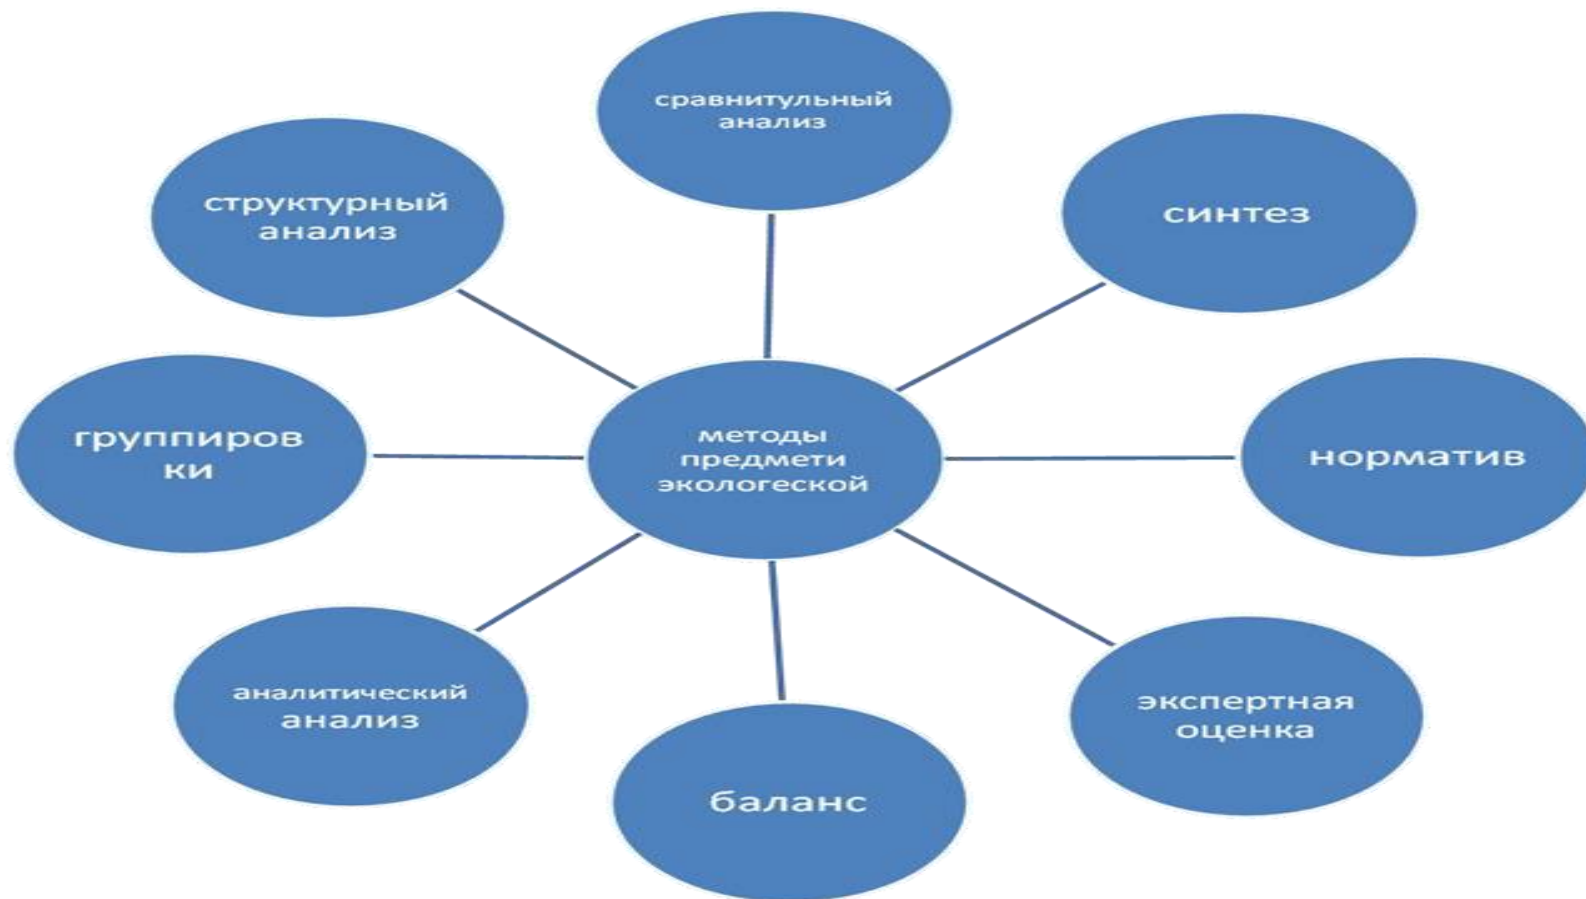 сравнитульный
анализ
структурный
анализ
синтез
группиров
ки
методы
предмети
экологеской
норматив
аналитический
анализ
экспертная
оценка
баланс